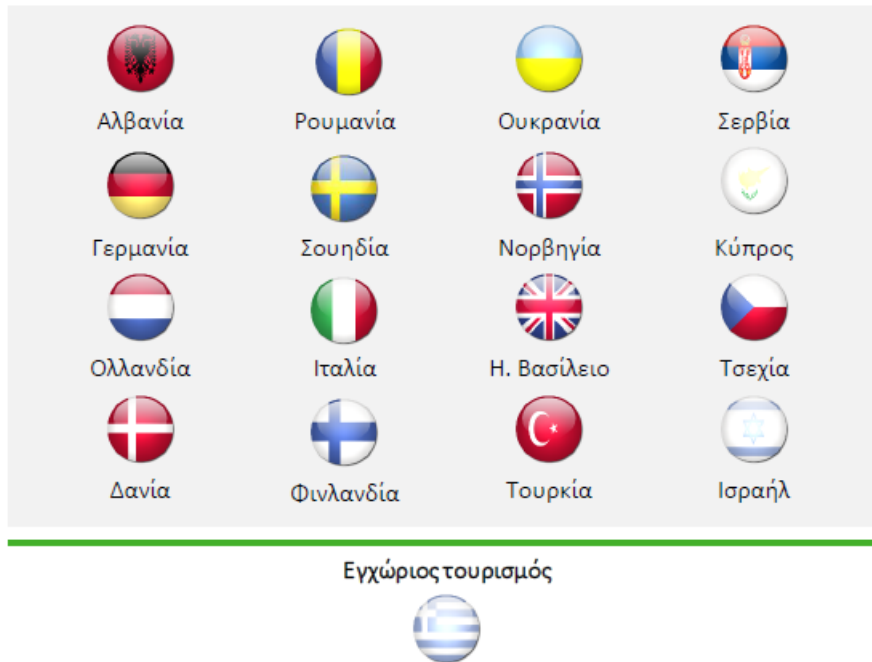 Αλβανία Ρουμανία Ουκρανία Σερβία
Γερμανία Σουηδία Νορβηγία Κύπρος
Ολλανδία Ιταλία Η. Βασίλειο Τσεχία
Δανία Φινλανδία Τουρκία Ισραήλ
Εγχώριος τουρισμός